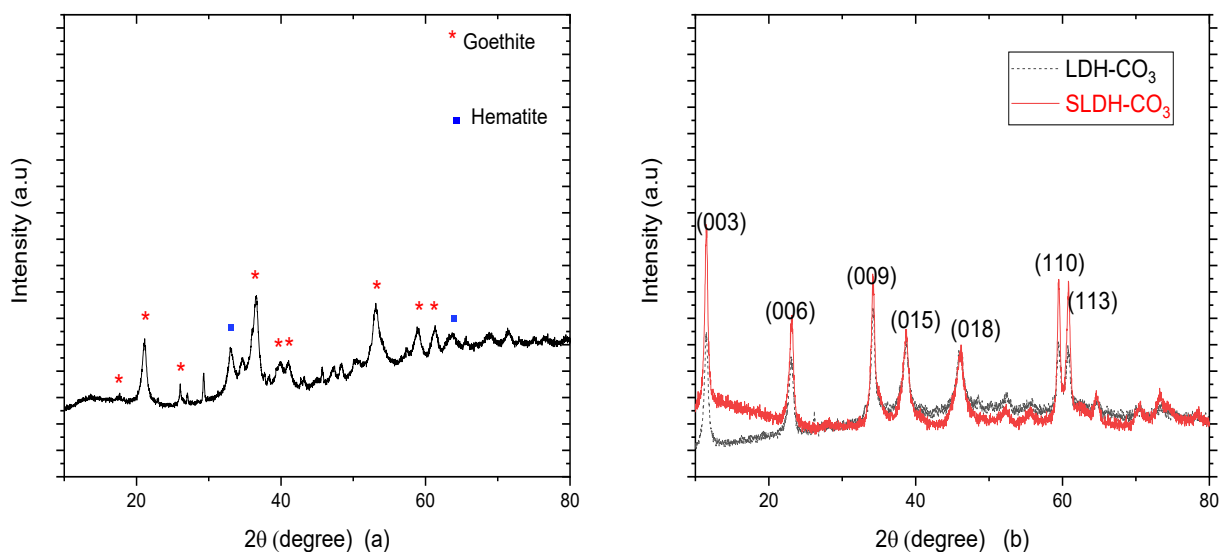 * Goethite
Hematite
Intensity (a.u)
20
40
60
80
2θ (degree) (a)
LDH-CO₃
SLDH-CO₃
(003)
(006)
(009)
(015)
(018)
(110)
(113)
Intensity (a.u)
20
40
60
80
2θ (degree) (b)